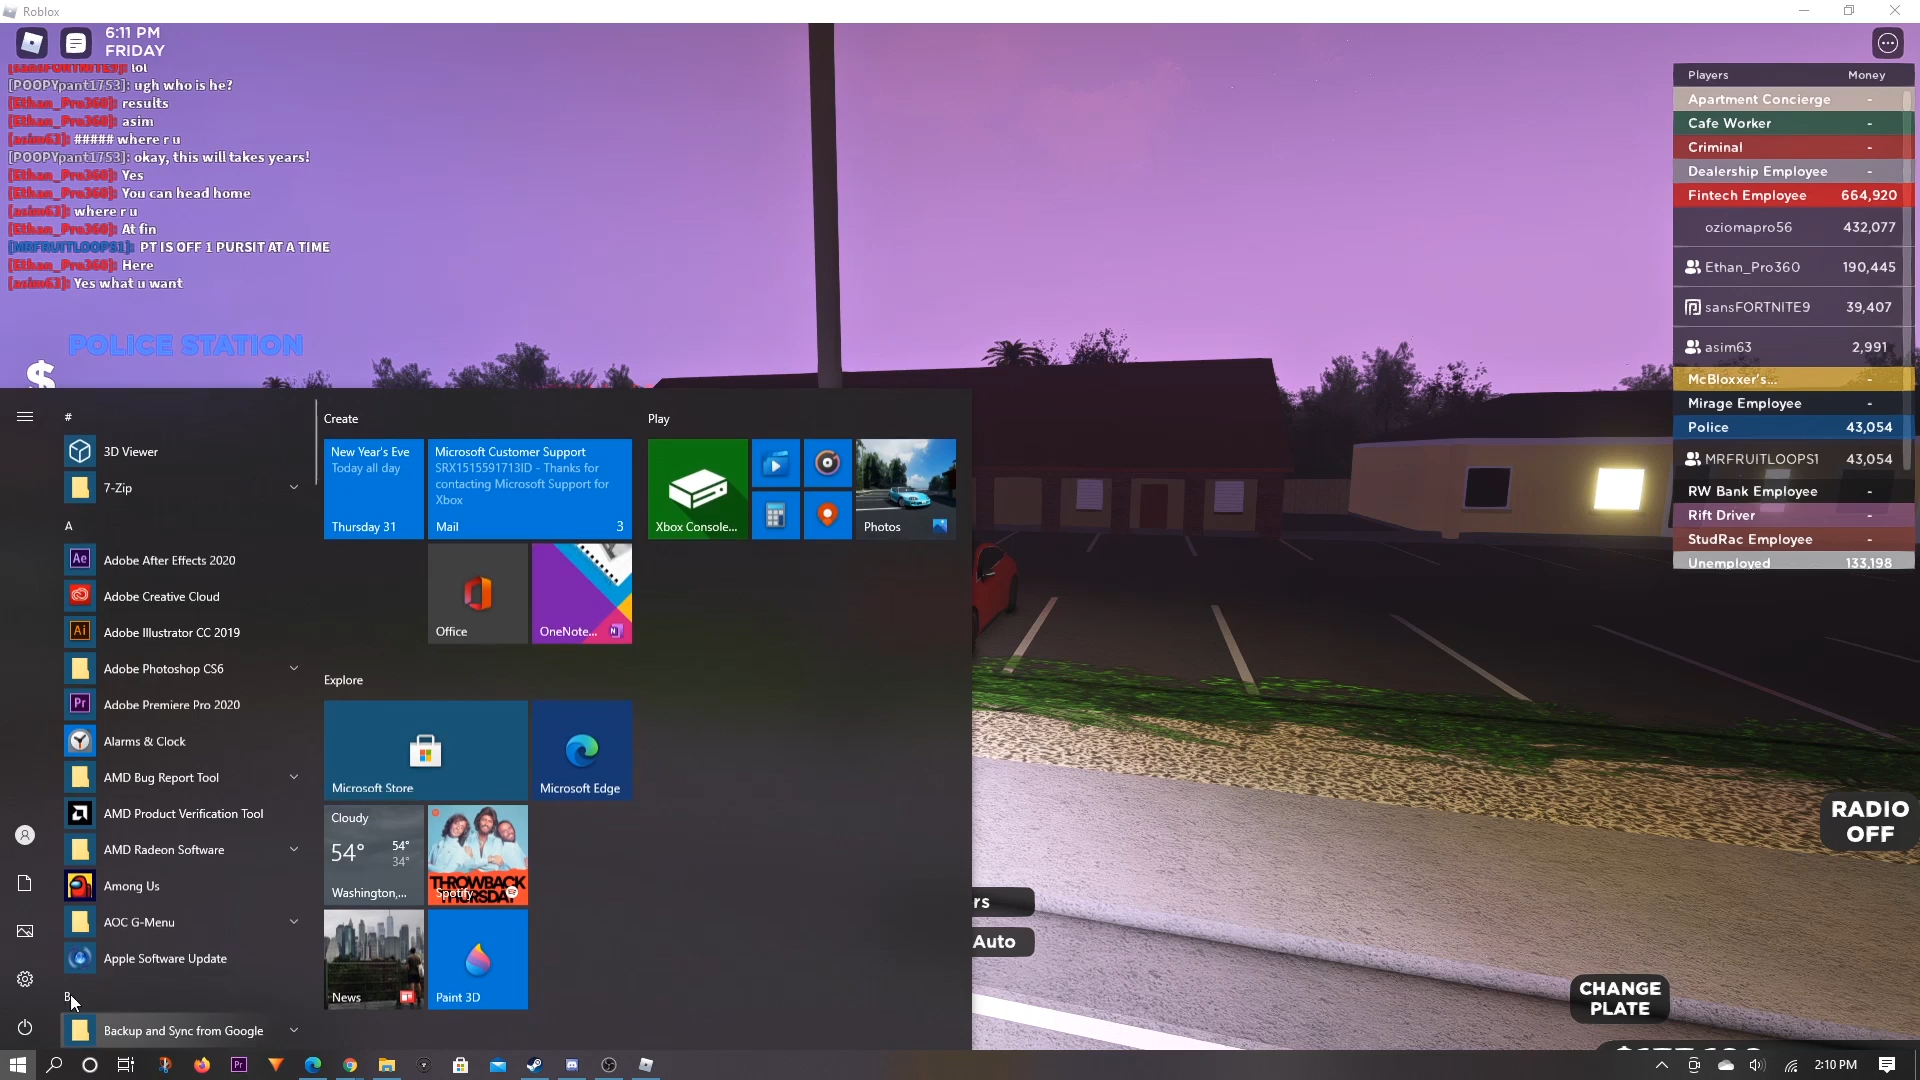 Roblox
6:11 PM
FRIDAY
[sansFORTNITE9]: lol
[POOPYpant1753]: ugh who is he?
[Ethan_Pro360]: results
[Ethan_Pro360]: asim
[asim63]: ##### where r u
[POOPYpant1753]: okay, this will takes years!
[Ethan_Pro360]: Yes
[Ethan_Pro360]: You can head home
[asim63]: where r u
[Ethan_Pro360]: At fin
[MRFRUITLOOPS1]: PT IS OFF 1 PURSIT AT A TIME
[Ethan_Pro360]: Here
[asim63]: Yes what u want
POLICE STATION
$
Players Money
Apartment Concierge -
Cafe Worker -
Criminal -
Dealership Employee -
Fintech Employee 664,920
oziomapro56 432,077
Ethan_Pro360 190,445
sansFORTNITE9 39,407
asim63 2,991
McBloxxer's... -
Mirage Employee -
Police 43,054
MRFRUITLOOPS1 43,054
RW Bank Employee -
Rift Driver -
StudRac Employee -
Unemployed 133,198
#
3D Viewer
7-Zip
A
Adobe After Effects 2020
Adobe Creative Cloud
Adobe Illustrator CC 2019
Adobe Photoshop CS6
Adobe Premiere Pro 2020
Alarms & Clock
AMD Bug Report Tool
AMD Product Verification Tool
AMD Radeon Software
Among Us
AOC G-Menu
Apple Software Update
B
Backup and Sync from Google
Create
New Year's Eve
Today all day
Thursday 31
Microsoft Customer Support
SRX1515591713ID - Thanks for
contacting Microsoft Support for
Xbox
Mail 3
Office
OneNote...
Play
Xbox Console...
Photos
Explore
Microsoft Store
Microsoft Edge
Cloudy
54° 54°
34°
Washington,...
THROWBACK
THURSDAY
Spotify
News
Paint 3D
rs
Auto
RADIO
OFF
CHANGE
PLATE
2:10 PM